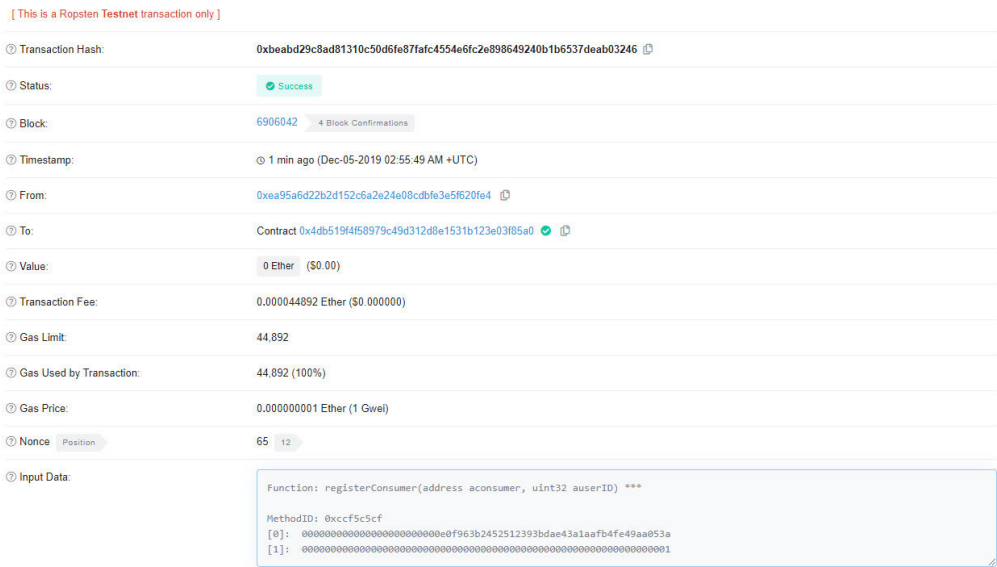 [ This is a Ropsten Testnet transaction only ]
Transaction Hash: 0xbeabd29c8ad81310c50d6fe87fafc4554e6fc2e898649240b1b6537deab03246
Status: Success
Block: 6906042 4 Block Confirmations
Timestamp: 1 min ago (Dec-05-2019 02:55:49 AM +UTC)
From: 0xea95a6d22b2d152c6a2e24e08cdbfe3e5f620fe4
To: Contract 0x4db519f4f58979c49d312d8e1531b123e03f85a0
Value: 0 Ether ($0.00)
Transaction Fee: 0.000044892 Ether ($0.000000)
Gas Limit: 44,892
Gas Used by Transaction: 44,892 (100%)
Gas Price: 0.000000001 Ether (1 Gwei)
Nonce Position 65 12
Input Data:
Function: registerConsumer(address aconsumer, uint32 auserID) ***
MethodID: 0xccf5c5cf
[0]: 000000000000000000000000e0f963b2452512393bdae43a1aafb4fe49aa053a
[1]: 0000000000000000000000000000000000000000000000000000000000000001